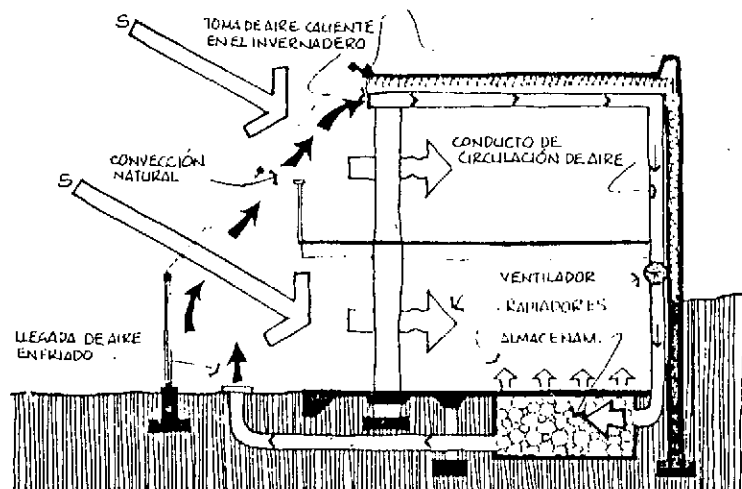 S
TOMA DE AIRE CALIENTE
EN EL INVERNADERO
CONVECCIÓN
NATURAL
CONDUCTO DE
CIRCULACIÓN DE AIRE
S
VENTILADOR
RADIADORES
ALMACENAM.
LLEGADA DE AIRE
ENFRIADO